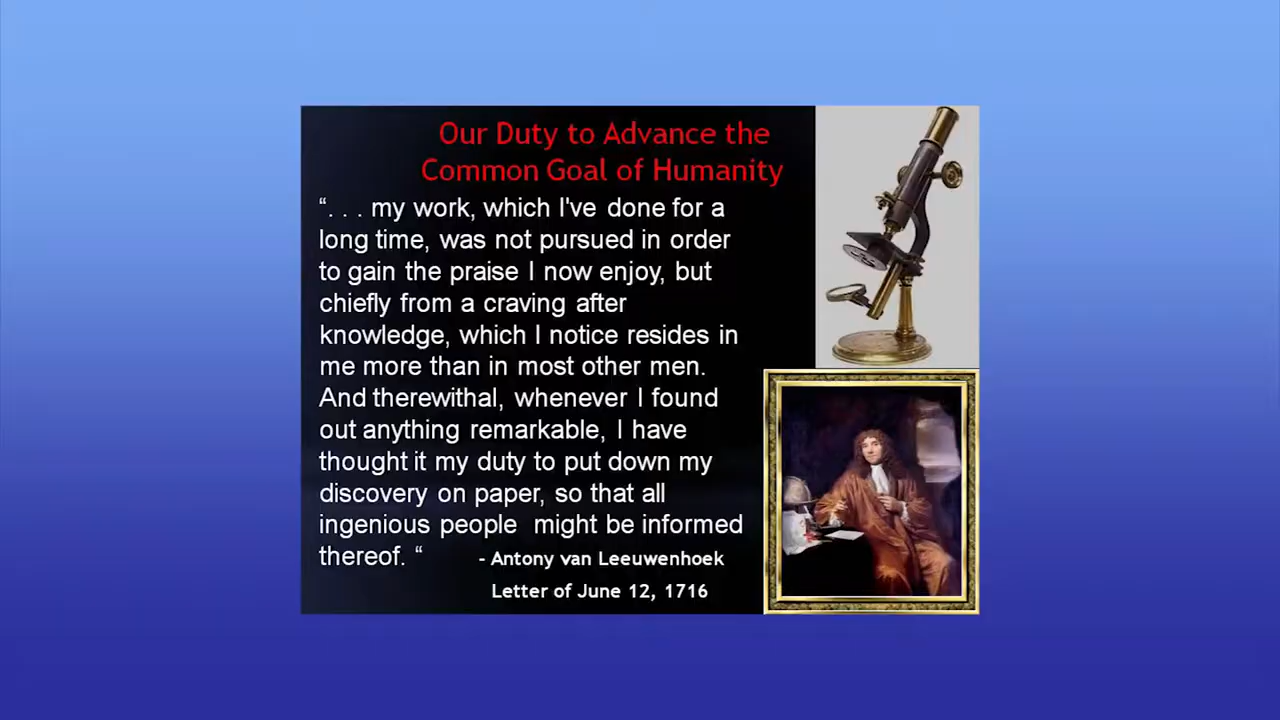 Our Duty to Advance the
Common Goal of Humanity
“. . . my work, which I've done for a
long time, was not pursued in order
to gain the praise I now enjoy, but
chiefly from a craving after
knowledge, which I notice resides in
me more than in most other men.
And therewithal, whenever I found
out anything remarkable, I have
thought it my duty to put down my
discovery on paper, so that all
ingenious people might be informed
thereof. “ - Antony van Leeuwenhoek
Letter of June 12, 1716